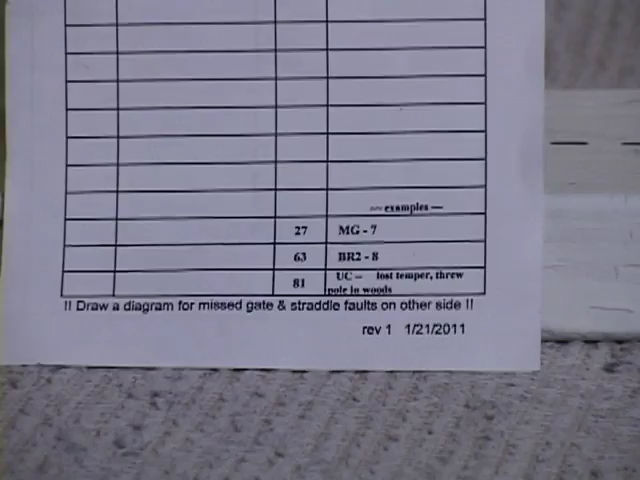 ~~ examples —
27 MG - 7
63 BR2 - 8
81 UC – lost temper, threw
pole in woods
!! Draw a diagram for missed gate & straddle faults on other side !!
rev 1 1/21/2011